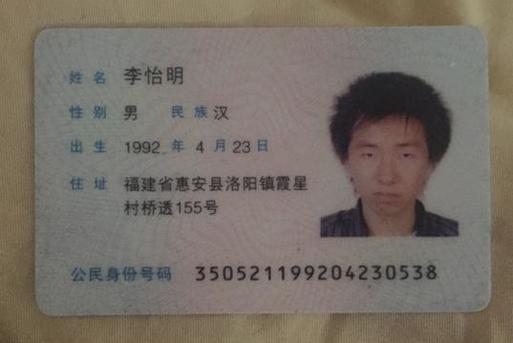 姓名 李怡明
性别 男 民族 汉
出生 1992 年 4 月 23 日
住址 福建省惠安县洛阳镇霞星
村桥透155号
公民身份号码 350521199204230538